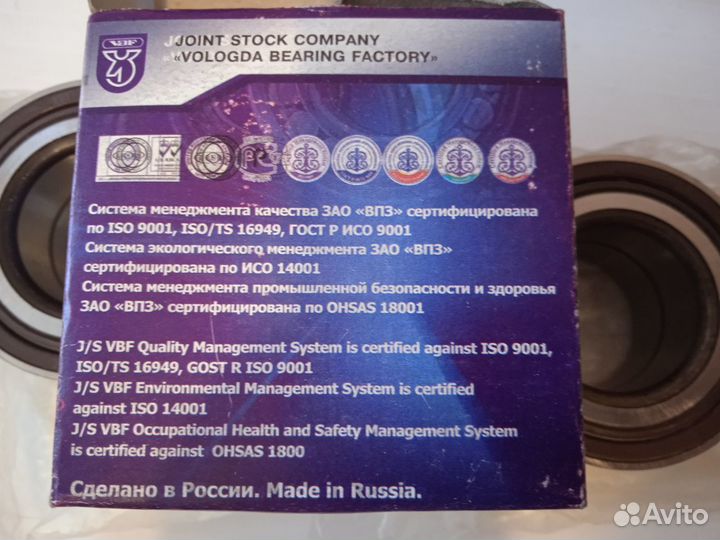 VBF
JOINT STOCK COMPANY
«VOLOGDA BEARING FACTORY»
Система менеджмента качества ЗАО «ВПЗ» сертифицирована
по ISO 9001, ISO/TS 16949, ГОСТ Р ИСО 9001
Система экологического менеджмента ЗАО «ВПЗ»
сертифицирована по ИСО 14001
Система менеджмента промышленной безопасности и здоровья
ЗАО «ВПЗ» сертифицирована по OHSAS 18001
J/S VBF Quality Management System is certified against ISO 9001,
ISO/TS 16949, GOST R ISO 9001
J/S VBF Environmental Management System is certified
against ISO 14001
J/S VBF Occupational Health and Safety Management System
is certified against OHSAS 1800
Сделано в России. Made in Russia.
Avito